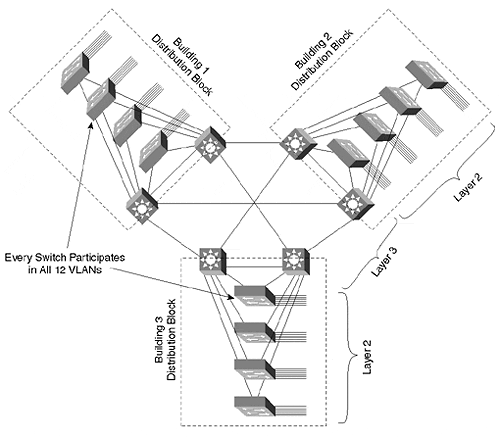 Building 1
Distribution Block
Building 2
Distribution Block
Layer 2
Layer 3
Every Switch Participates
in All 12 VLANs
Building 3
Distribution Block
Layer 2